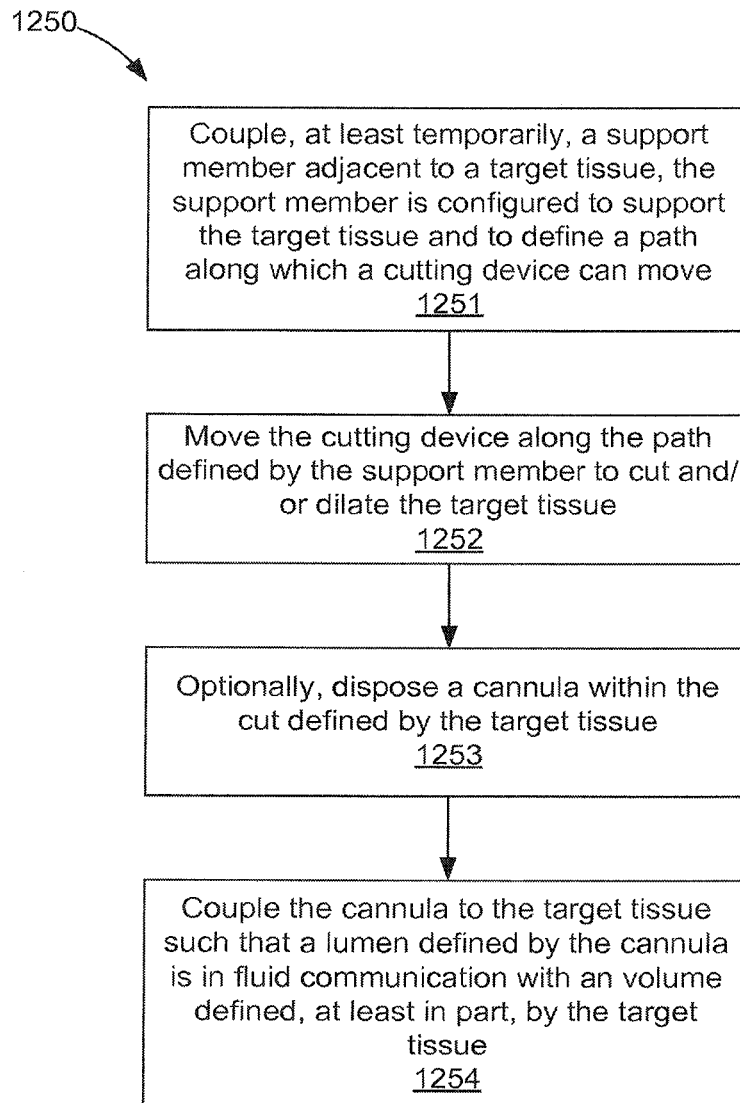 1250
Couple, at least temporarily, a support
member adjacent to a target tissue, the
support member is configured to support
the target tissue and to define a path
along which a cutting device can move
1251
Move the cutting device along the path
defined by the support member to cut and/
or dilate the target tissue
1252
Optionally, dispose a cannula within the
cut defined by the target tissue
1253
Couple the cannula to the target tissue
such that a lumen defined by the cannula
is in fluid communication with an volume
defined, at least in part, by the target
tissue
1254